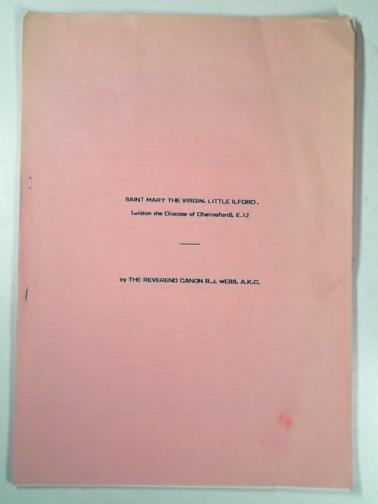 SAINT MARY THE VIRGIN, LITTLE ILFORD,
(within the Diocese of Chelmsford), E.12
by THE REVEREND CANON R.J. WEBB, A.K.C.